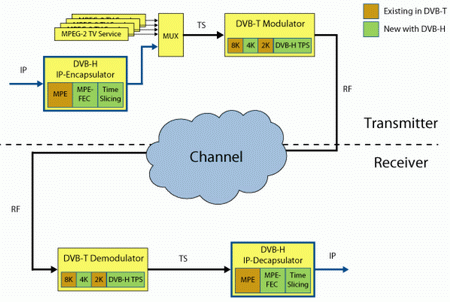 MPEG-2 TV Service
MUX
TS
DVB-T Modulator
8K 4K 2K DVB-H TPS
Existing in DVB-T
New with DVB-H
IP
DVB-H
IP-Encapsulator
MPE
MPE-
FEC
Time
Slicing
RF
Transmitter
Channel
Receiver
RF
DVB-T Demodulator
8K 4K 2K DVB-H TPS
TS
DVB-H
IP-Decapsulator
MPE
MPE-
FEC
Time
Slicing
IP